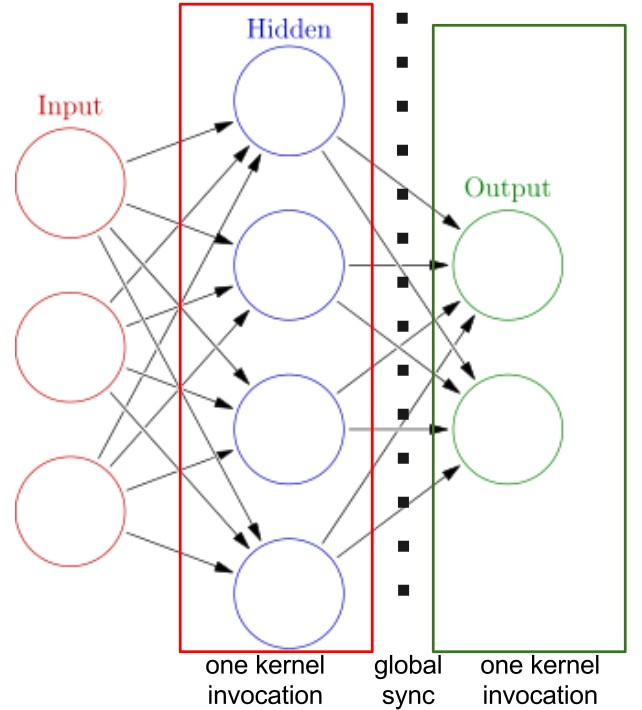 Hidden
Input
Output
one kernel
invocation
global
sync
one kernel
invocation